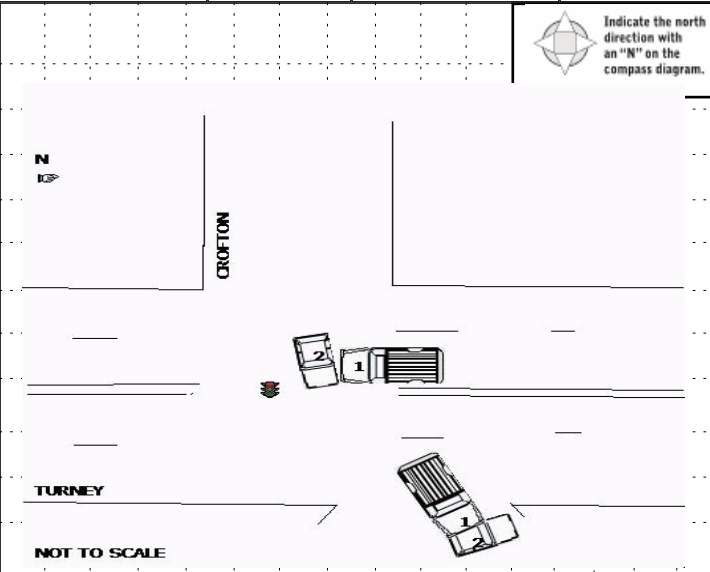 Indicate the north
direction with
an “N” on the
compass diagram.
N
CROFTON
2
1
TURNEY
1
2
NOT TO SCALE